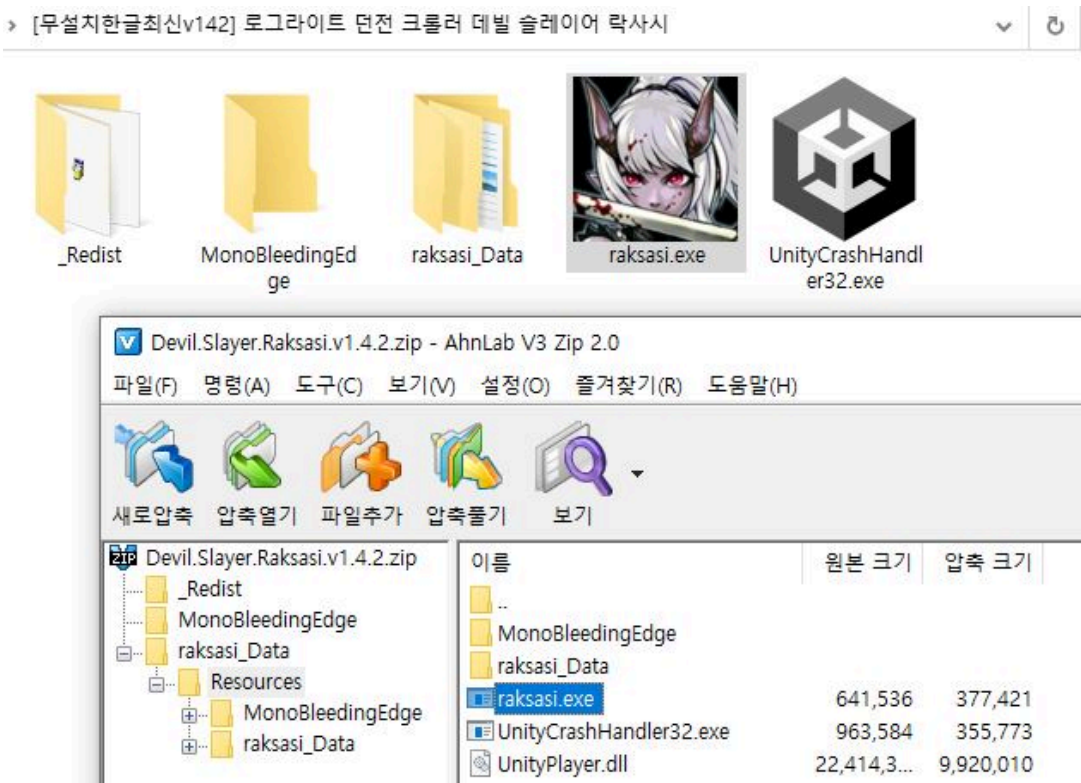 [무설치한글최신v142] 로그라이트 던전 크롤러 데빌 슬레이어 락사시
_Redist
MonoBleedingEd
ge
raksasi_Data
raksasi.exe
UnityCrashHandl
er32.exe
Devil.Slayer.Raksasi.v1.4.2.zip - AhnLab V3 Zip 2.0
파일(F) 명령(A) 도구(C) 보기(V) 설정(O) 즐겨찾기(R) 도움말(H)
새로압축 압축열기 파일추가 압축풀기 보기
ZIP Devil.Slayer.Raksasi.v1.4.2.zip
_Redist
MonoBleedingEdge
raksasi_Data
Resources
MonoBleedingEdge
raksasi_Data
이름 원본 크기 압축 크기
..
MonoBleedingEdge
raksasi_Data
raksasi.exe 641,536 377,421
UnityCrashHandler32.exe 963,584 355,773
UnityPlayer.dll 22,414,3... 9,920,010